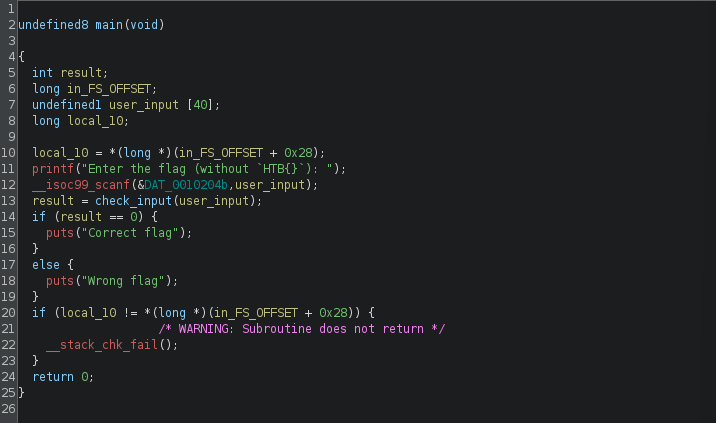 1
2 undefined8 main(void)
3
4 {
5   int result;
6   long in_FS_OFFSET;
7   undefined1 user_input [40];
8   long local_10;
9
10   local_10 = *(long *)(in_FS_OFFSET + 0x28);
11   printf("Enter the flag (without `HTB{}`): ");
12   __isoc99_scanf(&DAT_0010204b,user_input);
13   result = check_input(user_input);
14   if (result == 0) {
15     puts("Correct flag");
16   }
17   else {
18     puts("Wrong flag");
19   }
20   if (local_10 != *(long *)(in_FS_OFFSET + 0x28)) {
21                     /* WARNING: Subroutine does not return */
22     __stack_chk_fail();
23   }
24   return 0;
25 }
26